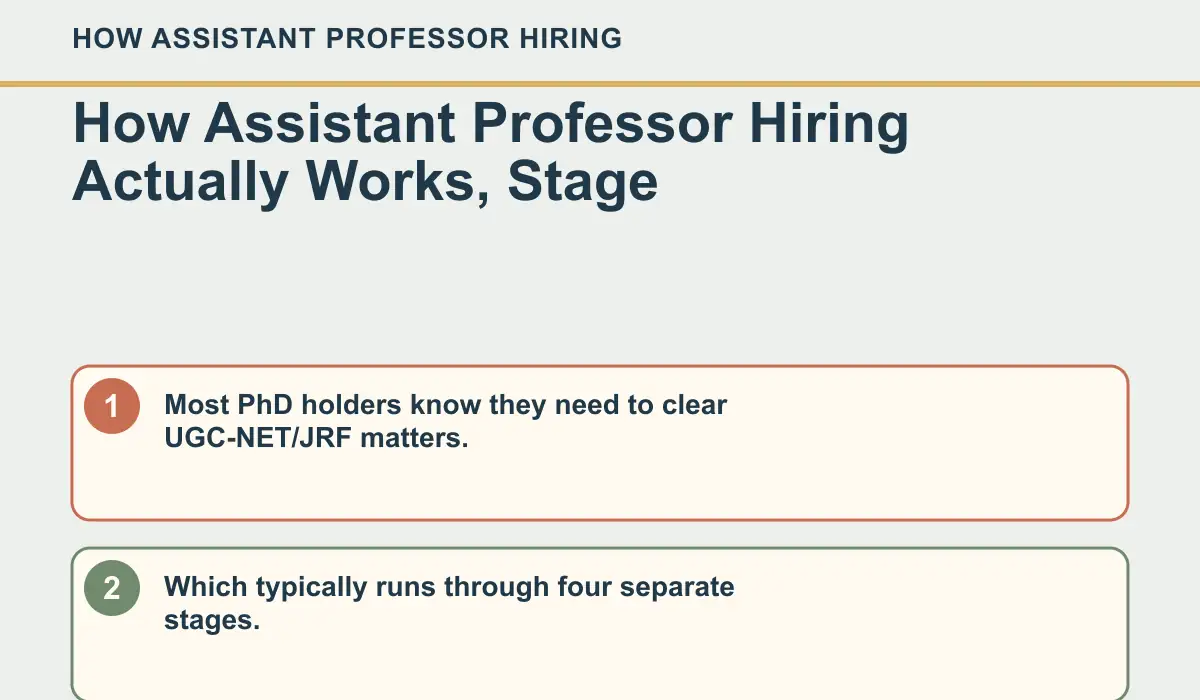 HOW ASSISTANT PROFESSOR HIRING
How Assistant Professor Hiring
Actually Works, Stage
1
Most PhD holders know they need to clear
UGC-NET/JRF matters.
2
Which typically runs through four separate
stages.